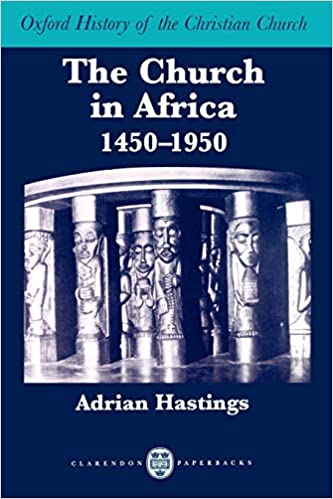 Oxford History of the Christian Church
The Church
in Africa
1450–1950
Adrian Hastings
CLARENDON PAPERBACKS